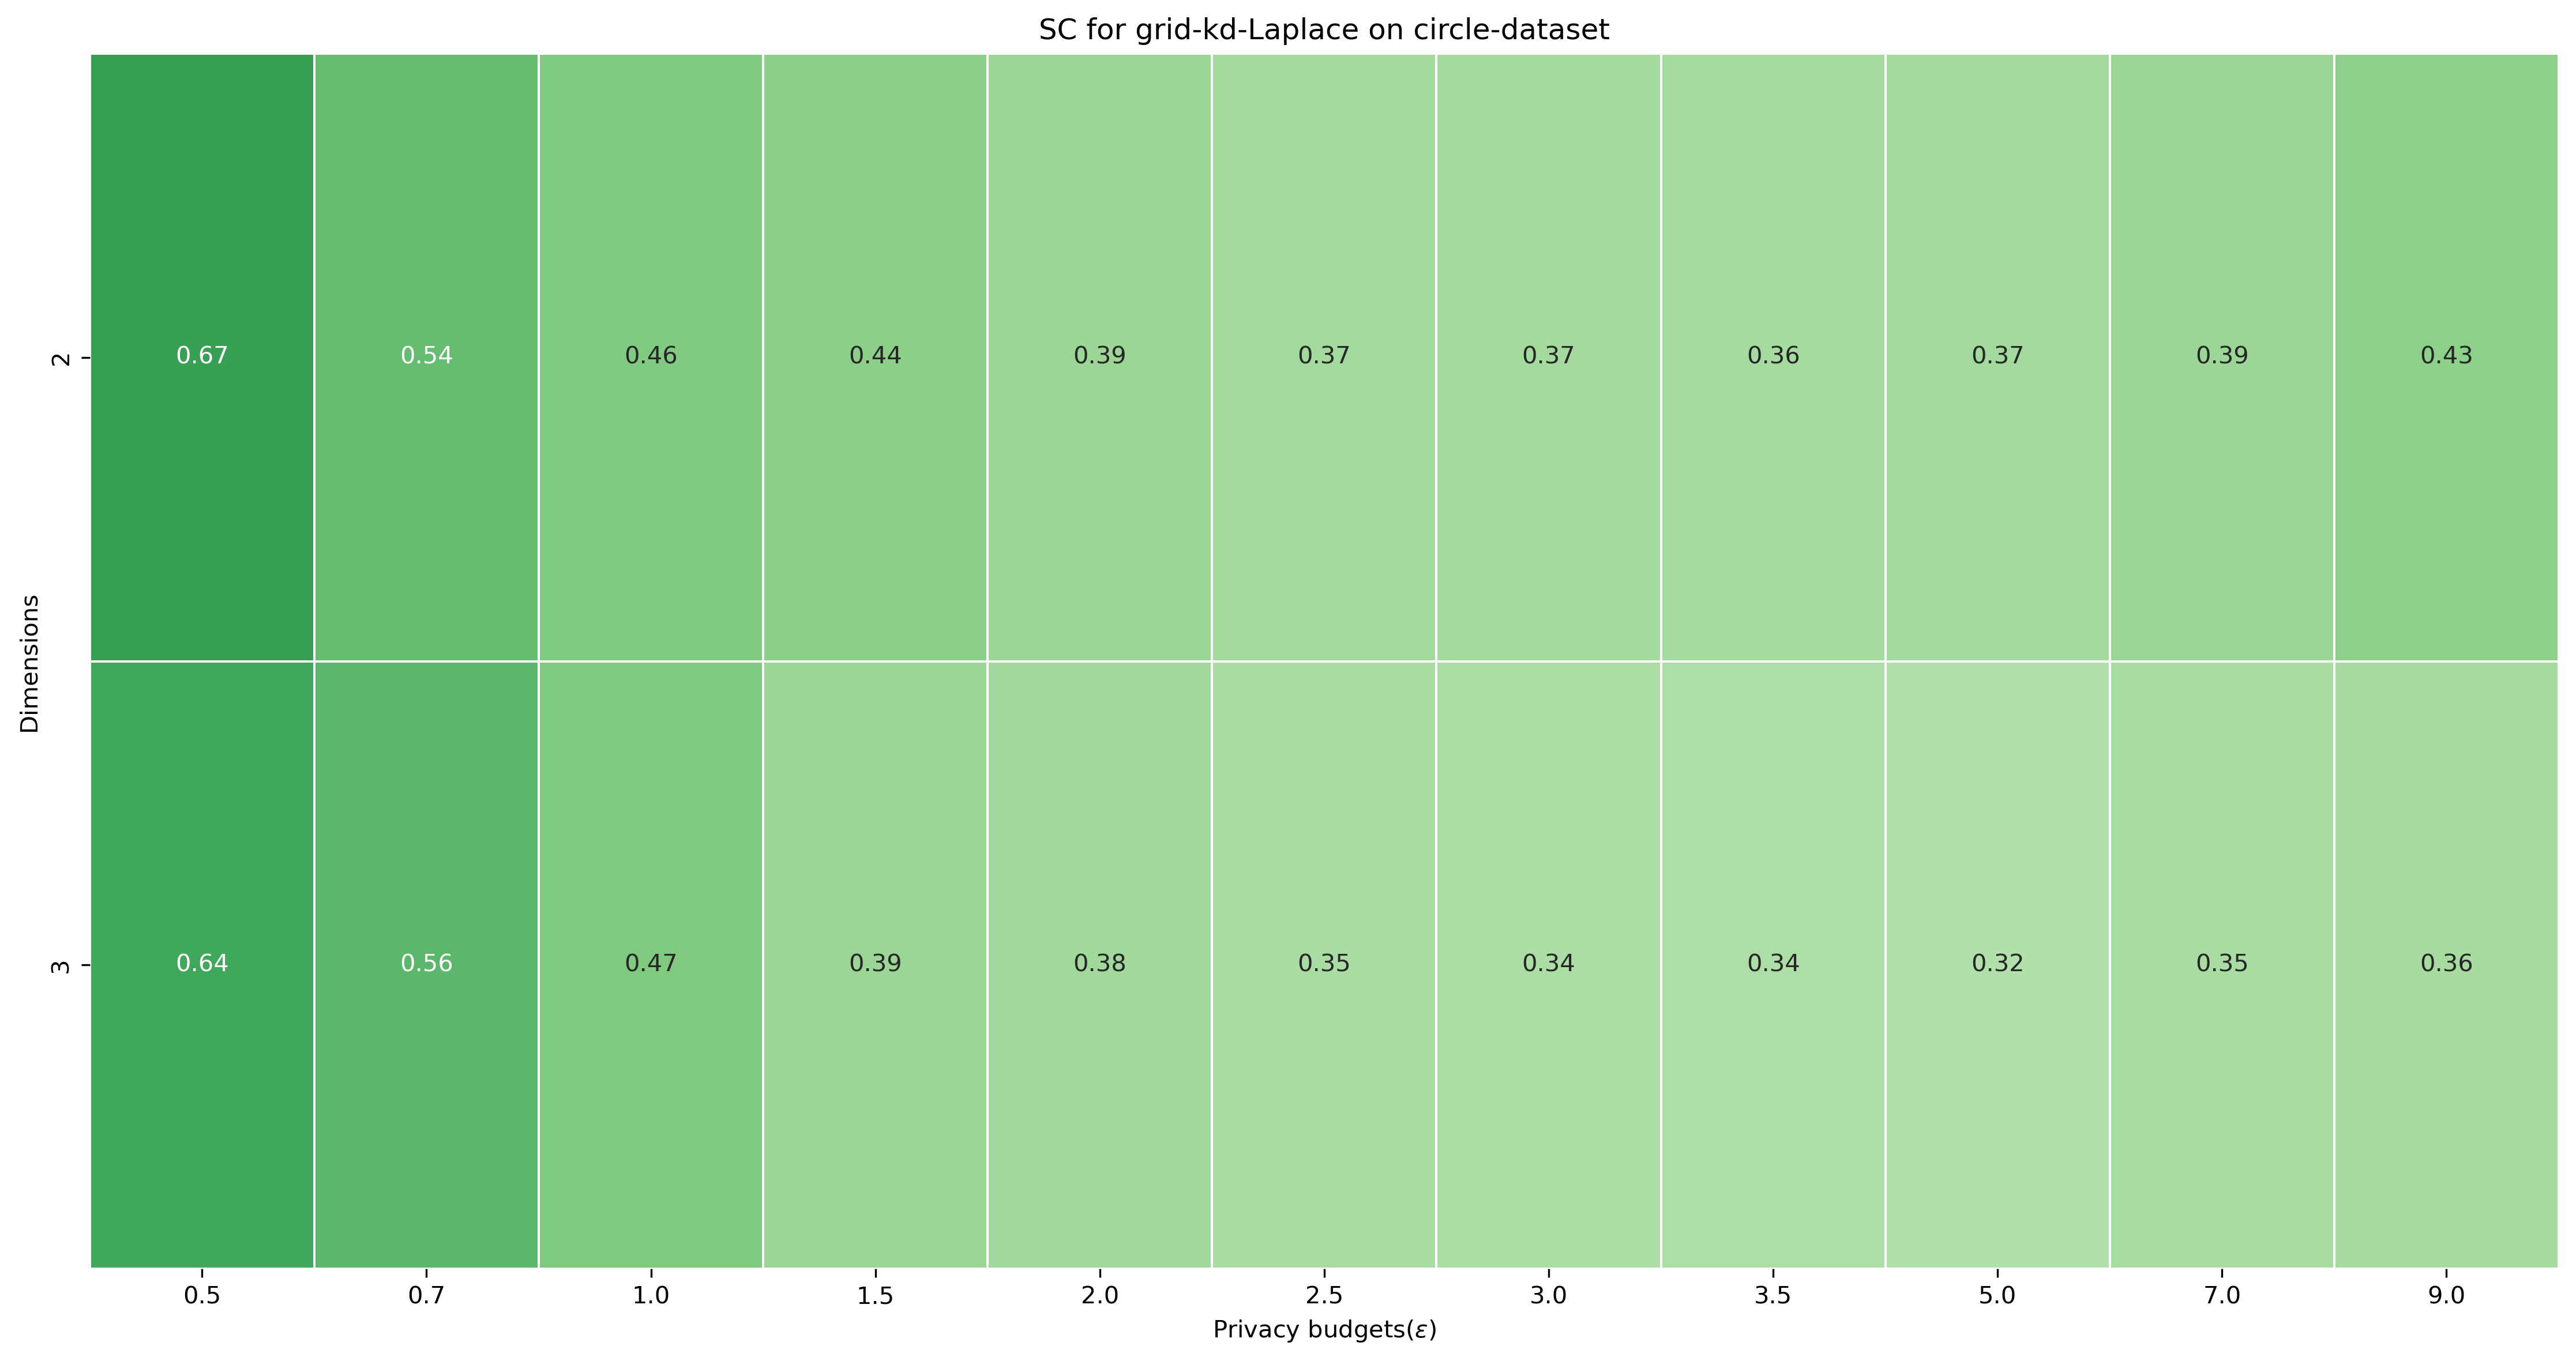 SC for grid-kd-Laplace on circle-dataset
Dimensions
2
0.67 0.54 0.46 0.44 0.39 0.37 0.37 0.36 0.37 0.39 0.43
3
0.64 0.56 0.47 0.39 0.38 0.35 0.34 0.34 0.32 0.35 0.36
0.5 0.7 1.0 1.5 2.0 2.5 3.0 3.5 5.0 7.0 9.0
Privacy budgets(ε)